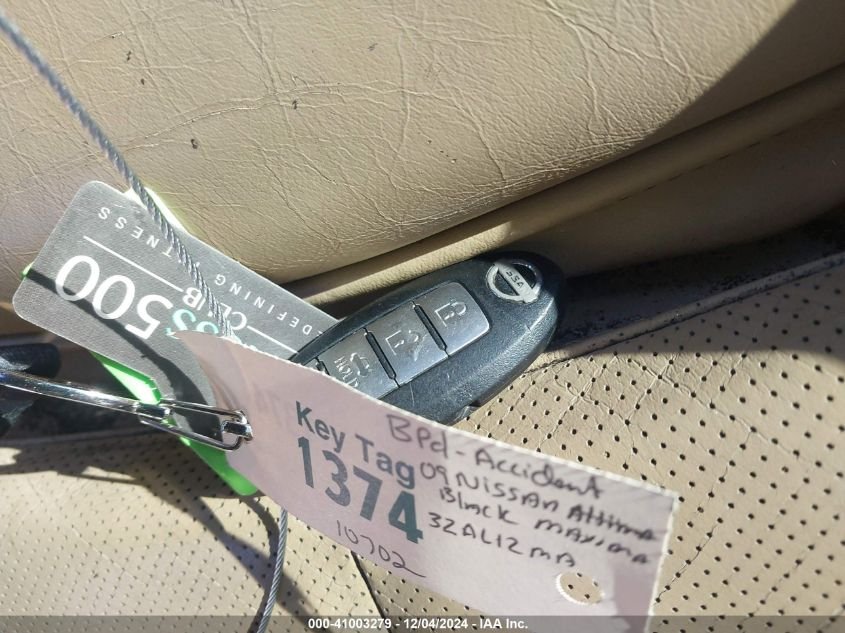 Key Tag
1374
10702
BPd-Accident
09 Nissan Altima
Black Maxima
32AL12MA
500
CLUB
HOLD
000-41003279 - 12/04/2024 - IAA Inc.